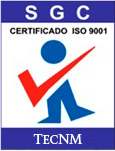 S G C
CERTIFICADO ISO 9001
TECNM